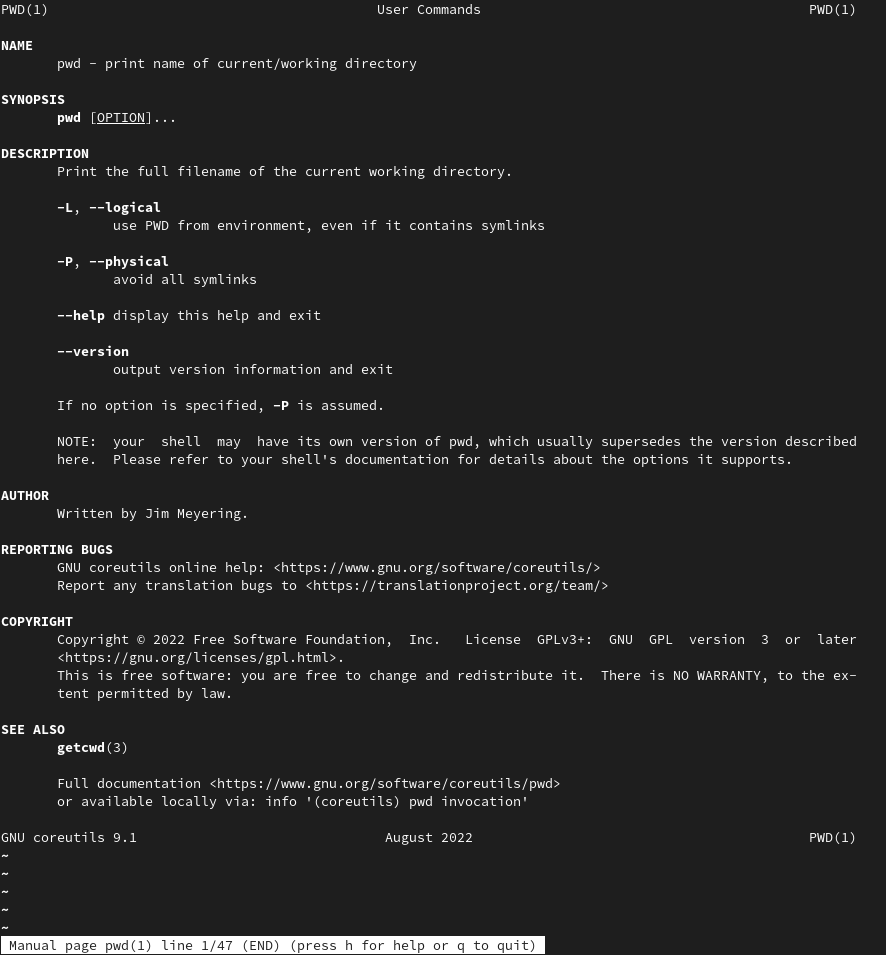 PWD(1)                                         User Commands                                         PWD(1)

NAME
       pwd - print name of current/working directory

SYNOPSIS
       pwd [OPTION]...

DESCRIPTION
       Print the full filename of the current working directory.

       -L, --logical
              use PWD from environment, even if it contains symlinks

       -P, --physical
              avoid all symlinks

       --help display this help and exit

       --version
              output version information and exit

       If no option is specified, -P is assumed.

       NOTE:  your  shell  may  have its own version of pwd, which usually supersedes the version described
       here.  Please refer to your shell's documentation for details about the options it supports.

AUTHOR
       Written by Jim Meyering.

REPORTING BUGS
       GNU coreutils online help: <https://www.gnu.org/software/coreutils/>
       Report any translation bugs to <https://translationproject.org/team/>

COPYRIGHT
       Copyright © 2022 Free Software Foundation,  Inc.   License  GPLv3+:  GNU  GPL  version  3  or  later
       <https://gnu.org/licenses/gpl.html>.
       This is free software: you are free to change and redistribute it.  There is NO WARRANTY, to the ex-
       tent permitted by law.

SEE ALSO
       getcwd(3)

       Full documentation <https://www.gnu.org/software/coreutils/pwd>
       or available locally via: info '(coreutils) pwd invocation'

GNU coreutils 9.1                               August 2022                                          PWD(1)
~
~
~
~
~
 Manual page pwd(1) line 1/47 (END) (press h for help or q to quit)